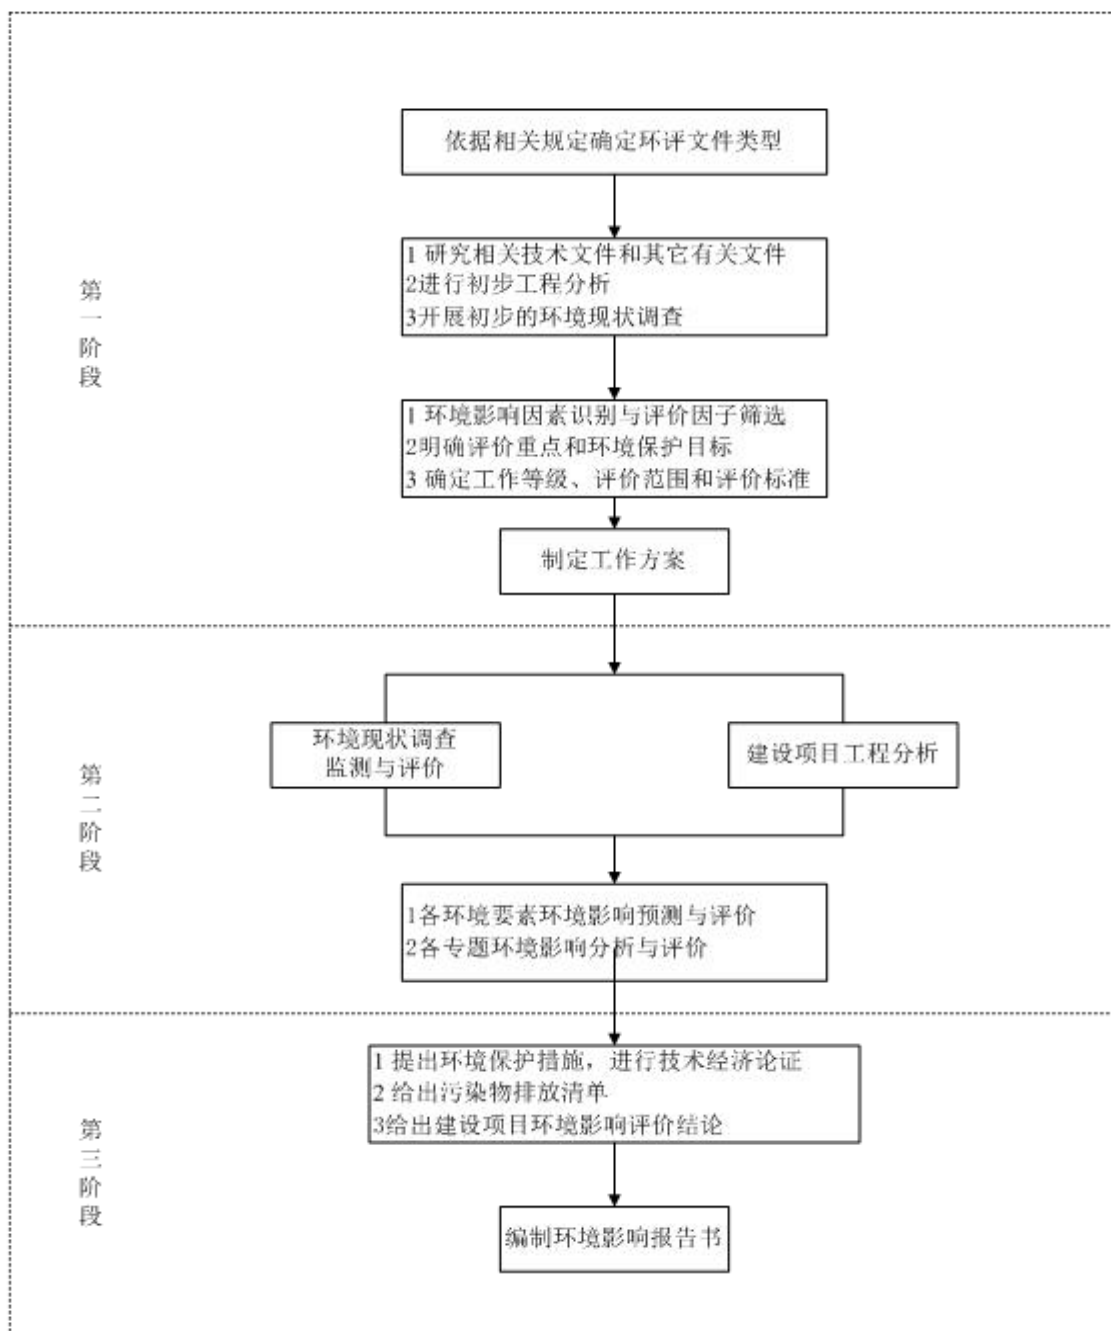 依据相关规定确定环评文件类型
第一阶段
1 研究相关技术文件和其它有关文件
2进行初步工程分析
3开展初步的环境现状调查
1 环境影响因素识别与评价因子筛选
2明确评价重点和环境保护目标
3 确定工作等级、评价范围和评价标准
制定工作方案
第二阶段
环境现状调查
监测与评价
建设项目工程分析
1各环境要素环境影响预测与评价
2各专题环境影响分析与评价
第三阶段
1 提出环境保护措施，进行技术经济论证
2 给出污染物排放清单
3给出建设项目环境影响评价结论
编制环境影响报告书